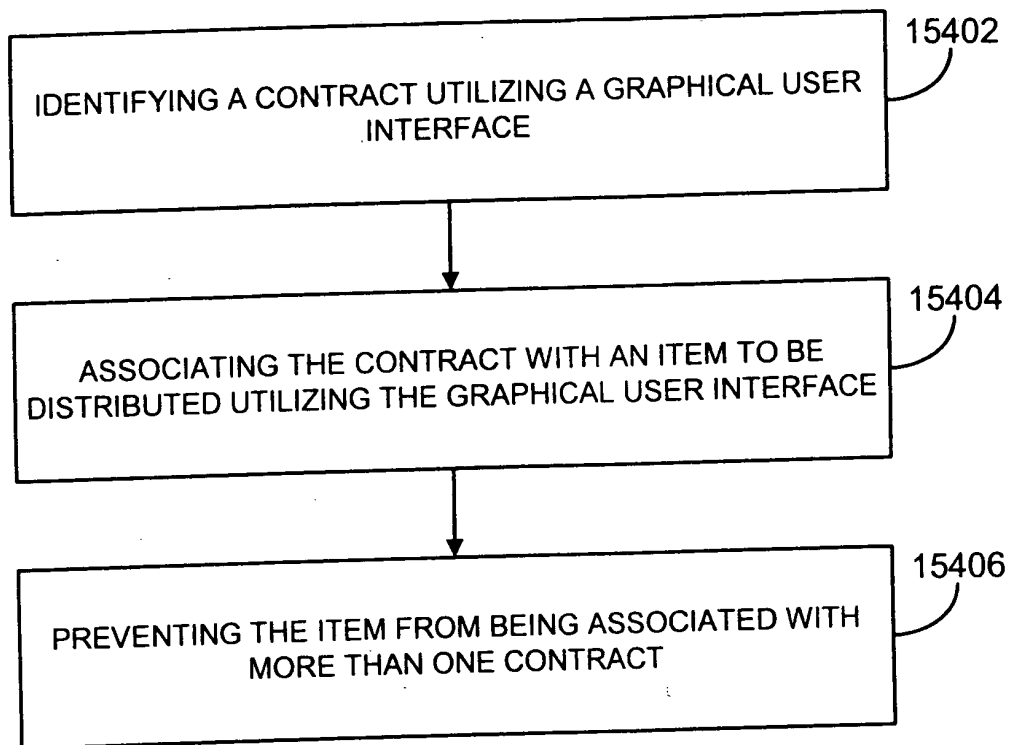 15402
IDENTIFYING A CONTRACT UTILIZING A GRAPHICAL USER
INTERFACE
15404
ASSOCIATING THE CONTRACT WITH AN ITEM TO BE
DISTRIBUTED UTILIZING THE GRAPHICAL USER INTERFACE
15406
PREVENTING THE ITEM FROM BEING ASSOCIATED WITH
MORE THAN ONE CONTRACT